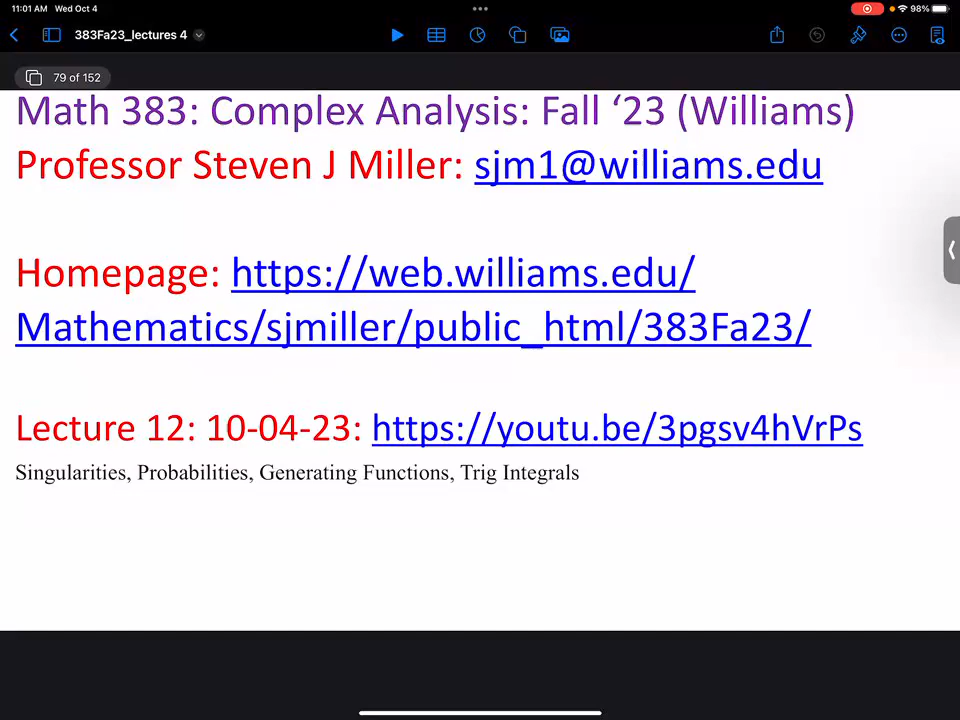 11:01 AM Wed Oct 4
98%
383Fa23_lectures 4
79 of 152
Math 383: Complex Analysis: Fall ‘23 (Williams)
Professor Steven J Miller: sjm1@williams.edu
Homepage: https://web.williams.edu/
Mathematics/sjmiller/public_html/383Fa23/
Lecture 12: 10-04-23: https://youtu.be/3pgsv4hVrPs
Singularities, Probabilities, Generating Functions, Trig Integrals